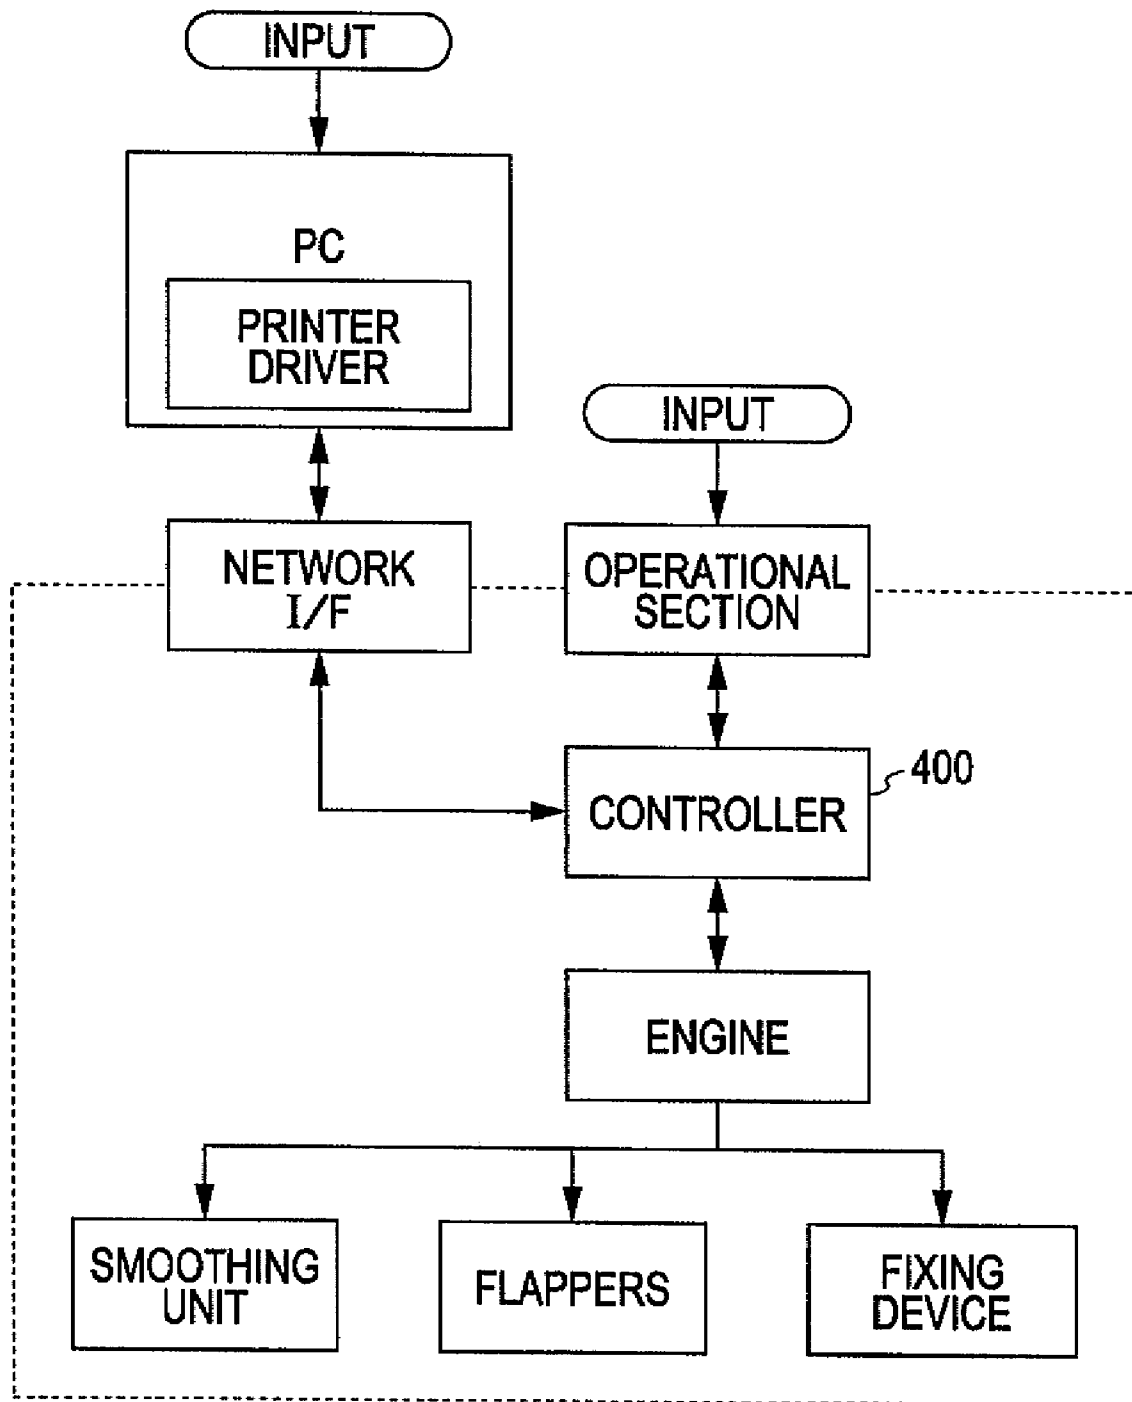 INPUT
PC
PRINTER
DRIVER
INPUT
NETWORK
I/F
OPERATIONAL
SECTION
400
CONTROLLER
ENGINE
SMOOTHING
UNIT
FLAPPERS
FIXING
DEVICE